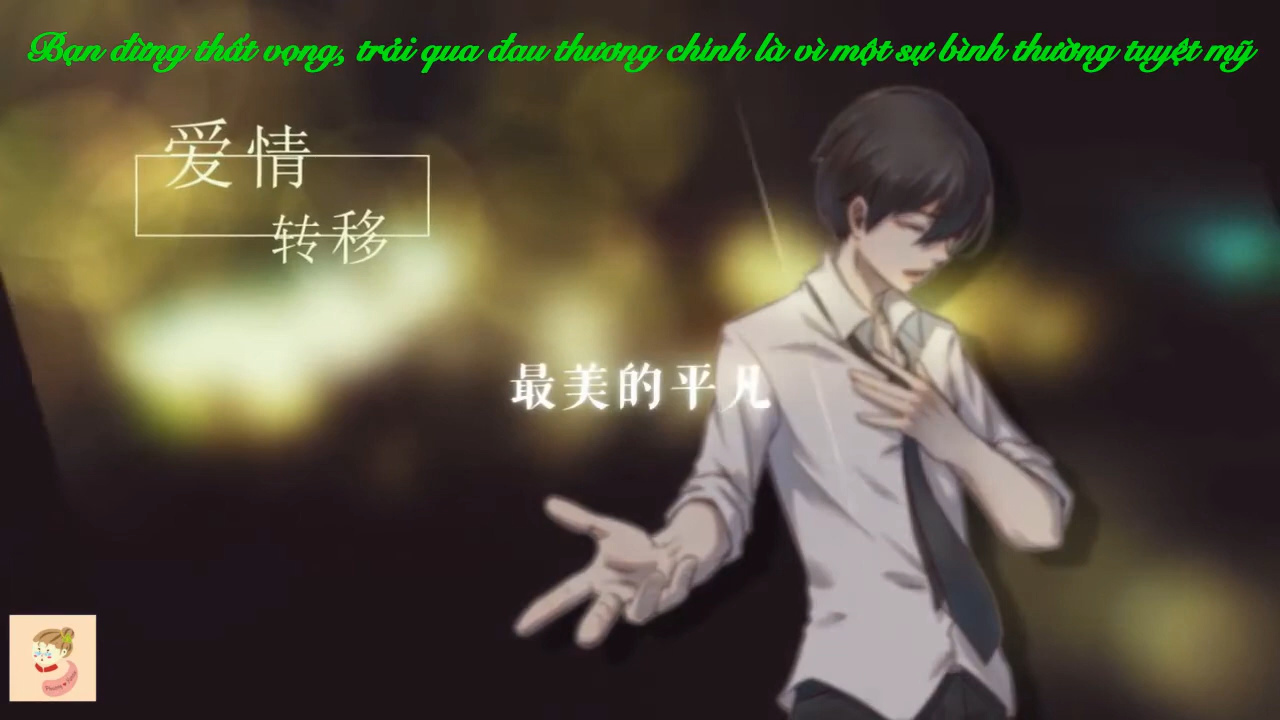 Bạn đừng thất vọng, trải qua đau thương chính là vì một sự bình thường tuyệt mỹ
爱情
转移
最美的平凡